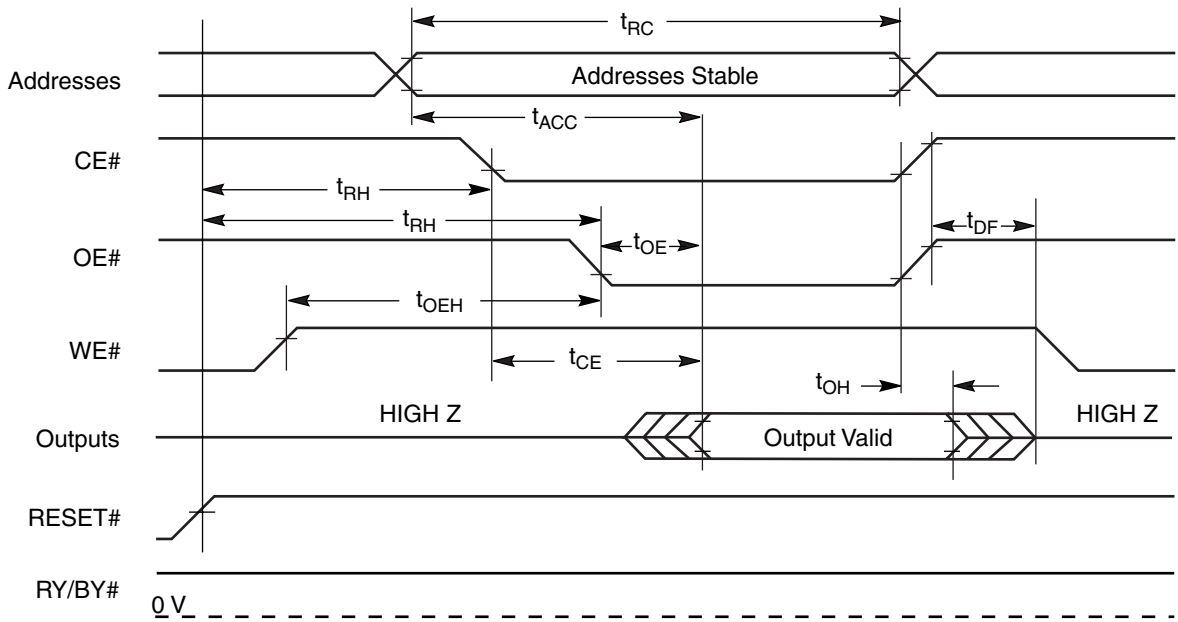 tRC
Addresses
Addresses Stable
tACC
CE#
tRH
tRH
tDF
OE#
tOE
tOEH
WE#
tCE
tOH
HIGH Z
HIGH Z
Outputs
Output Valid
RESET#
RY/BY#
0 V